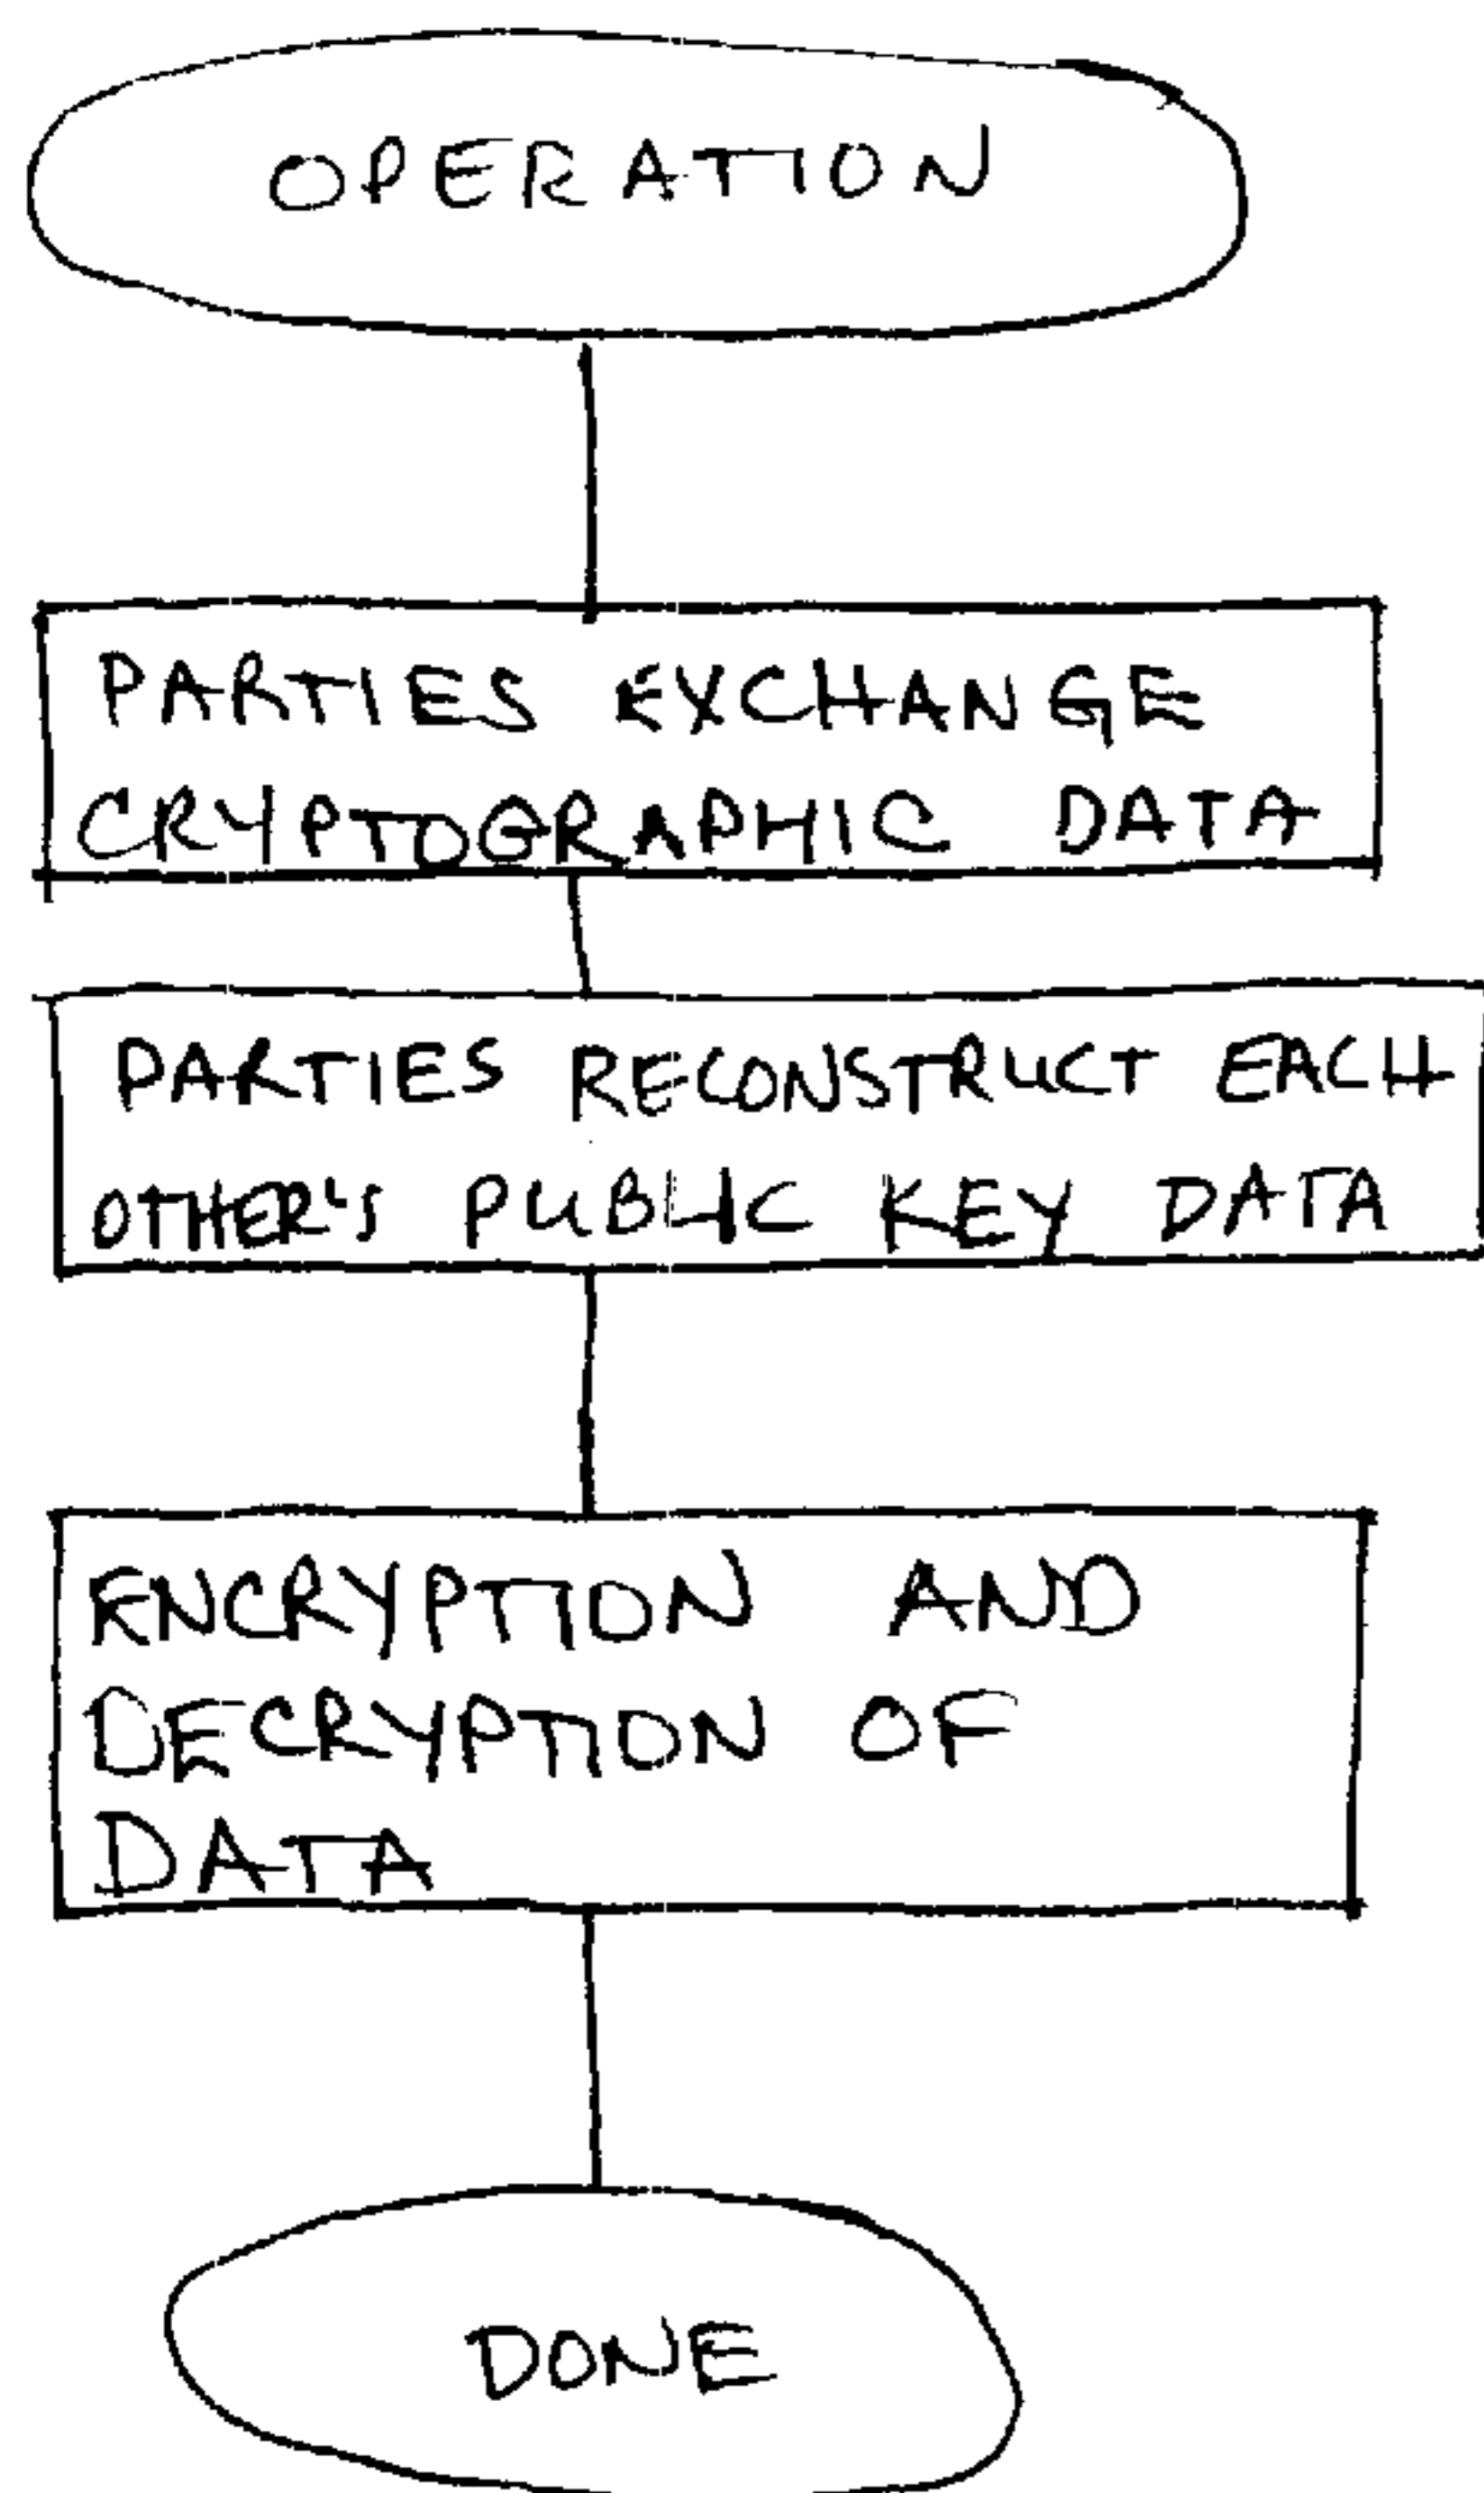 OPERATION
PARTIES EXCHANGE
CRYPTOGRAPHIC DATA
PARTIES RECONSTRUCT EACH
OTHER'S PUBLIC KEY DATA
ENCRYPTION AND
DECRYPTION OF
DATA
DONE